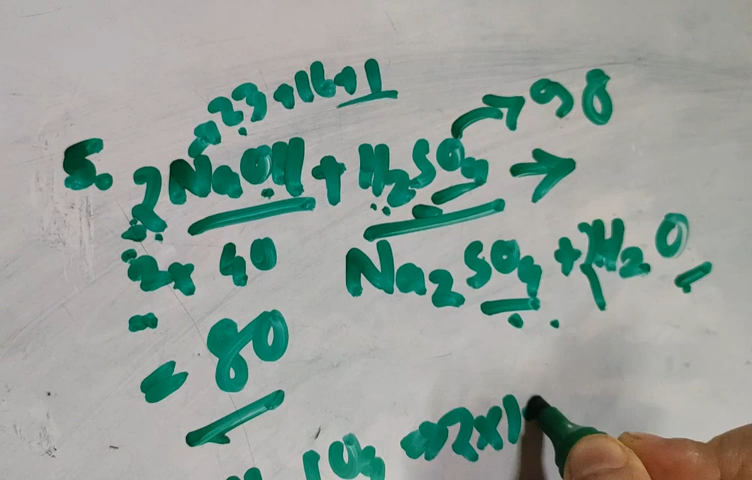 23+16+1
5. 2NaOH + H₂SO₄ → 98
→
2 × 40
Na₂SO₄ + 2H₂O
= 80
2×1